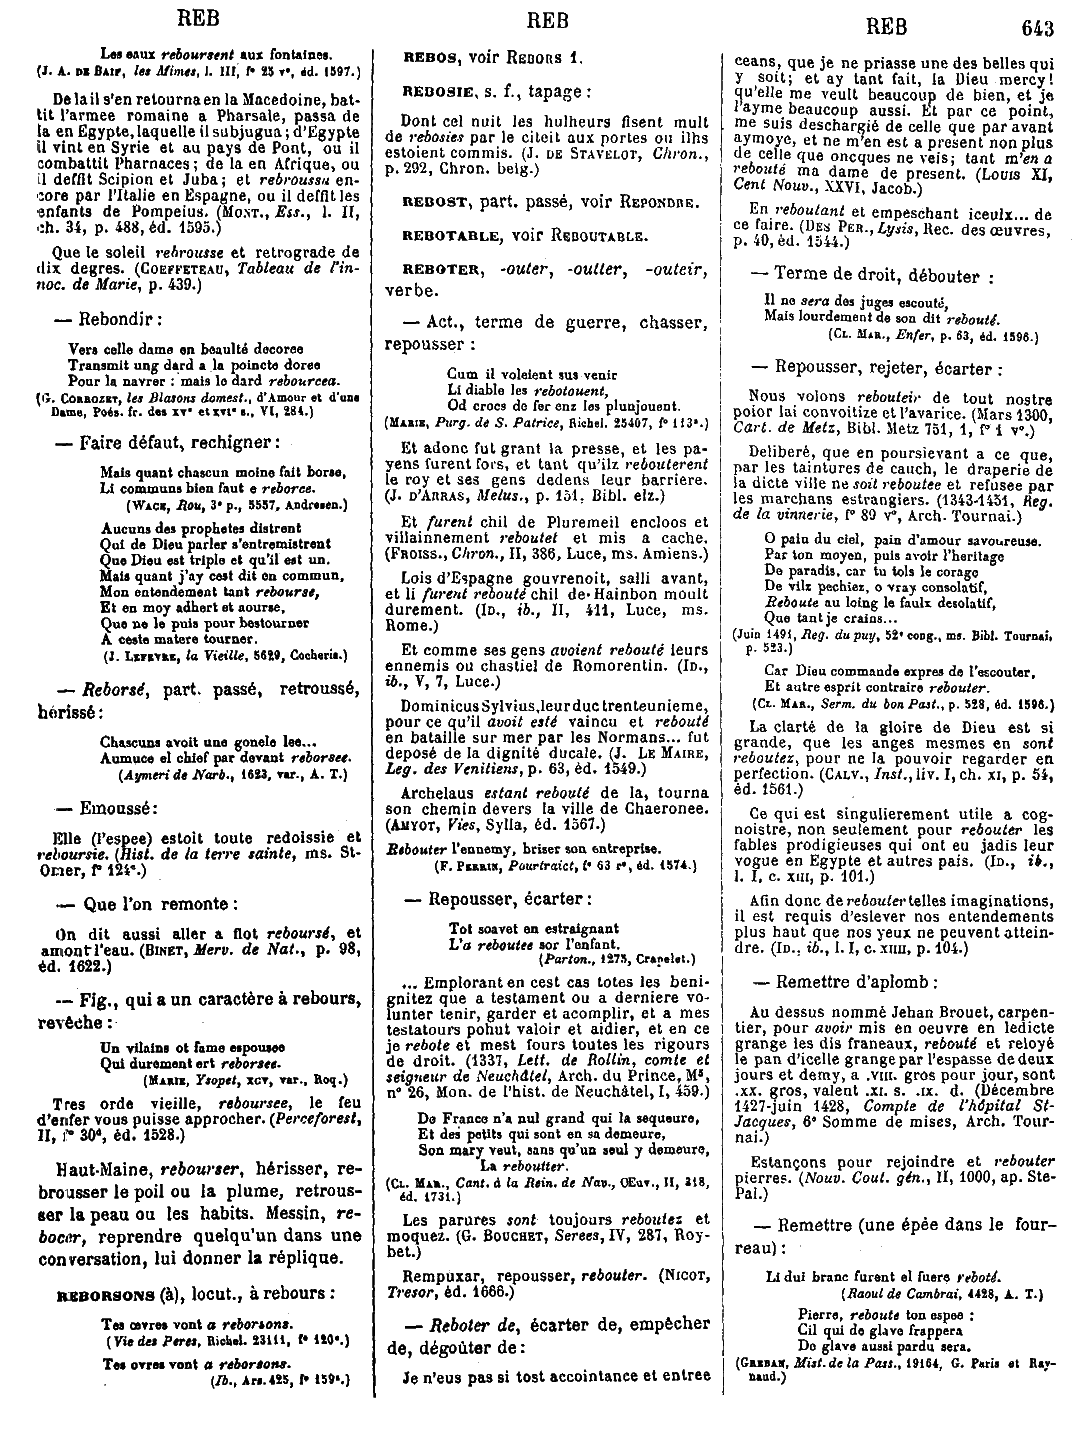 REB
REB
REB 643
Les eaux reboursent aux fontaines.
(J. A. DE BAIF, les Mimes, l. III, f° 25 v°, éd. 1597.)
De la il s'en retourna en la Macedoine, bat-
tit l'armee romaine a Pharsale, passa de
la en Egypte, laquelle il subjugua; d'Egypte
il vint en Syrie et au pays de Pont, ou il
combattit Pharnaces; de la en Afrique, ou
il deffit Scipion et Juba; et rebroussa en-
core par l'Italie en Espagne, ou il deffit les
enfants de Pompeius. (MONT., Ess., l. II,
ch. 34, p. 488, éd. 1595.)
Que le soleil rebrousse et retrograde de
dix degres. (COEFFETEAU, Tableau de l'in-
noc. de Marie, p. 439.)
— Rebondir :
Vers celle dame en beaulté decoree
Transmit ung dard a la poincte doree
Pour la navrer : mais le dard rebourcea.
(G. CORROZET, les Blasons domest., d'Amour et d'une
Dame, Poés. fr. des XV° et XVI° s., VI, 284.)
— Faire défaut, rechigner :
Mais quant chascun moine fait borse,
Li communs bien faut e reborce.
(WACE, Rou, 3° p., 5557, Andresen.)
Aucuns des prophetes distrent
Qui de Dieu parler s'entremistrent
Que Dieu est triple et qu'il est un.
Mais quant j'ay cest dit en commun,
Mon entendement tant rebourse,
Et en moy adhert et aourse,
Que ne le puis pour bestourner
A ceste matere tourner.
(J. LEFEVRE, la Vieille, 5629, Cocheris.)
— Reborsé, part. passé, retroussé,
hérissé :
Chascuns avoit une gonele lee...
Aumuce el chief par devant reborsee.
(Aymeri de Narb., 1623, var., A. T.)
— Emoussé :
Elle (l'espee) estoit toute redoissie et
reboursie. (Hist. de la terre sainte, ms. St-
Omer, f° 124ª.)
— Que l'on remonte :
On dit aussi aller a flot reboursé, et
amont l'eau. (BINET, Merv. de Nat., p. 98,
éd. 1622.)
— Fig., qui a un caractère à rebours,
revêche :
Un vilains ot fame espousee
Qui durement ert reborsee.
(MARIE, Ysopet, XCV, var., Roq.)
Tres orde vieille, reboursee, le feu
d'enfer vous puisse approcher. (Perceforest,
II, f° 30ᵈ, éd. 1528.)
Haut-Maine, rebourser, hérisser, re-
brousser le poil ou la plume, retrous-
ser la peau ou les habits. Messin, re-
bocer, reprendre quelqu'un dans une
conversation, lui donner la réplique.
REBORSONS (à), locut., à rebours :
Tes œvres vont a reborsons.
(Vie des Peres, Richel. 23111, f° 120ª.)
Tes ovres vont a reborsons.
(Ib., Ars. 425, f° 159ª.)
REBOS, voir REDORS 1.
REBOSIE, s. f., tapage :
Dont cel nuit les hulheurs fisent mult
de rebosies par le citeit aux portes ou ilhs
estoient commis. (J. DE STAVELOT, Chron.,
p. 292, Chron. belg.)
REBOST, part. passé, voir REPONDRE.
REBOTABLE, voir REBOUTABLE.
REBOTER, -outer, -outter, -outeir,
verbe.
— Act., terme de guerre, chasser,
repousser :
Cum il voleient sus venir
Li diable les rebotouent,
Od crocs de fer enz les plunjouent.
(MARIE, Purg. de S. Patrice, Richel. 25407, f° 113ª.)
Et adonc fut grant la presse, et les pa-
yens furent fors, et tant qu'ilz rebouterent
le roy et ses gens dedens leur barriere.
(J. D'ARRAS, Melus., p. 151, Bibl. elz.)
Et furent chil de Pluremeil encloos et
villainnement reboutet et mis a cache.
(FROISS., Chron., II, 386, Luce, ms. Amiens.)
Lois d'Espagne gouvrenoit, salli avant,
et li furent rebouté chil de Hainbon moult
durement. (ID., ib., II, 411, Luce, ms.
Rome.)
Et comme ses gens avoient rebouté leurs
ennemis ou chastiel de Romorentin. (ID.,
ib., V, 7, Luce.)
Dominicus Sylvius, leur duc trenteunieme,
pour ce qu'il avoit esté vaincu et rebouté
en bataille sur mer par les Normans... fut
deposé de la dignité ducale. (J. LE MAIRE,
Leg. des Venitiens, p. 63, éd. 1549.)
Archelaus estant rebouté de la, tourna
son chemin devers la ville de Chaeronee.
(AMYOT, Vies, Sylla, éd. 1567.)
Rebouter l'ennemy, briser son entreprise.
(F. PERRIN, Pourtraict, f° 63 r°, éd. 1574.)
— Repousser, écarter :
Tot soavet en estraignant
L'a reboutee sor l'enfant.
(Parton., 1275, Crapelet.)
... Emplorant en cest cas totes les beni-
gnitez que a testament ou a derniere vo-
lunter tenir, garder et acomplir, et a mes
testatours pohut valoir et aidier, et en ce
je rebote et mest fours toutes les rigours
de droit. (1337, Lett. de Rollin, comte et
seigneur de Neuchâtel, Arch. du Prince, M⁵,
n° 26, Mon. de l'hist. de Neuchâtel, I, 459.)
De France n'a nul grand qui la sequeure,
Et des petits qui sont en sa demeure,
Son mary veut, sans qu'un seul y demeure,
La reboutter.
(CL. MAR., Cant. à la Rein. de Nav., OEuv., II, 318,
éd. 1731.)
Les parures sont toujours reboutez et
moquez. (G. BOUCHET, Serees, IV, 287, Roy-
bet.)
Rempuxar, repousser, rebouter. (NICOT,
Tresor, éd. 1666.)
— Reboter de, écarter de, empêcher
de, dégoûter de :
Je n'eus pas si tost accointance et entree
ceans, que je ne priasse une des belles qui
y soit; et ay tant fait, la Dieu mercy!
qu'elle me veult beaucoup de bien, et je
l'ayme beaucoup aussi. Et par ce point,
me suis deschargié de celle que par avant
aymoye, et ne m'en est a present non plus
de celle que oncques ne veis; tant m'en a
rebouté ma dame de present. (LOUIS XI,
Cent Nouv., XXVI, Jacob.)
En reboutant et empeschant iceulx... de
ce faire. (DES PER., Lysis, Rec. des œuvres,
p. 40, éd. 1544.)
— Terme de droit, débouter :
Il ne sera des juges escouté,
Mais lourdement de son dit rebouté.
(CL. MAR., Enfer, p. 63, éd. 1596.)
— Repousser, rejeter, écarter :
Nous volons rebouteir de tout nostre
poior lai convoitize et l'avarice. (Mars 1300,
Cart. de Metz, Bibl. Metz 751, 1, f° 1 v°.)
Deliberé, que en poursievant a ce que,
par les taintures de cauch, le draperie de
la dicte ville ne soit reboutee et refusee par
les marchans estrangiers. (1343-1451, Reg.
de la vinnerie, f° 89 v°, Arch. Tournai.)
O pain du ciel, pain d'amour savoureuse.
Par ton moyen, puis avoir l'heritage
De paradis, car tu tols le corage
De vilz pechiez, o vray consolatif,
Reboute au loing le faulx desolatif,
Que tant je crains...
(Juin 1491, Reg. du puy, 52° cong., ms. Bibl. Tournai,
p. 523.)
Car Dieu commande expres de l'escouter,
Et autre esprit contraire rebouter.
(CL. MAR., Serm. du bon Past., p. 528, éd. 1596.)
La clarté de la gloire de Dieu est si
grande, que les anges mesmes en sont
reboutez, pour ne la pouvoir regarder en
perfection. (CALV., Inst., liv. I, ch. XI, p. 54,
éd. 1561.)
Ce qui est singulierement utile a cog-
noistre, non seulement pour rebouter les
fables prodigieuses qui ont eu jadis leur
vogue en Egypte et autres pais. (ID., ib.,
l. I, c. XIII, p. 101.)
Afin donc de rebouter telles imaginations,
il est requis d'eslever nos entendements
plus haut que nos yeux ne peuvent attein-
dre. (ID., ib., l. I, c. XIIII, p. 104.)
— Remettre d'aplomb :
Au dessus nommé Jehan Brouet, carpen-
tier, pour avoir mis en oeuvre en ledicte
grange les dis franeaux, rebouté et reloyé
le pan d'icelle grange par l'espasse de deux
jours et demy, a .VIII. gros pour jour, sont
.XX. gros, valent .XI. s. .IX. d. (Décembre
1427-juin 1428, Compte de l'hôpital St-
Jacques, 6° Somme de mises, Arch. Tour-
nai.)
Estançons pour rejoindre et rebouter
pierres. (Nouv. Cout. gén., II, 1000, ap. Ste-
Pal.)
— Remettre (une épée dans le four-
reau) :
Li dui branc furent el fuere reboté.
(Raoul de Cambrai, 4428, A. T.)
Pierre, reboute ton espee :
Cil qui de glave frappera
De glave aussi pardu sera.
(GREBAN, Mist. de la Pass., 19164, G. Paris et Ray-
naud.)